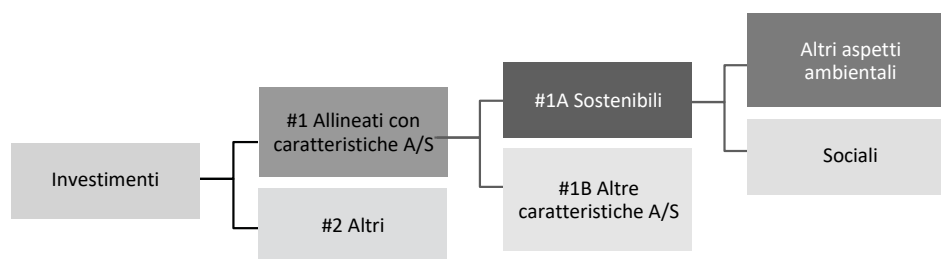 Investimenti
#1 Allineati con
caratteristiche A/S
#2 Altri
#1A Sostenibili
#1B Altre
caratteristiche A/S
Altri aspetti
ambientali
Sociali